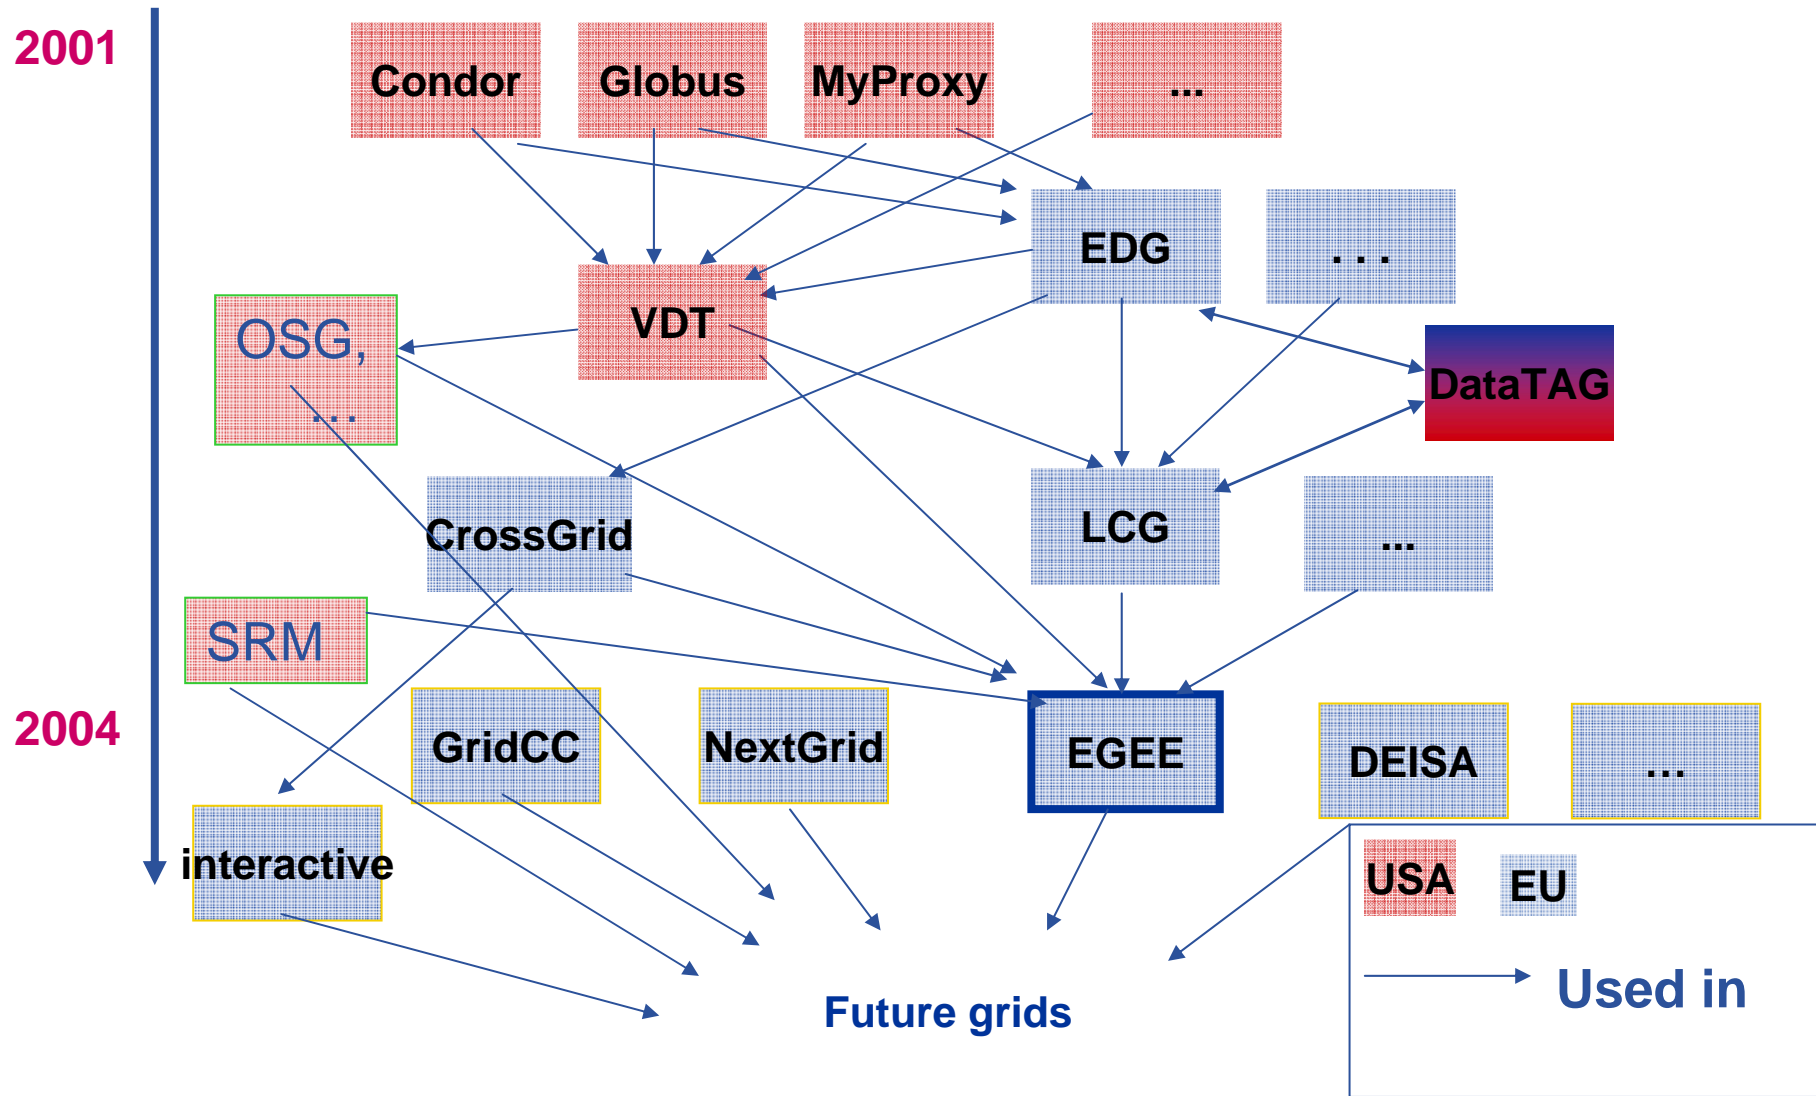 2001
Condor
Globus
MyProxy
...
EDG
. . .
VDT
OSG,
…
DataTAG
CrossGrid
LCG
...
SRM
2004
GridCC
NextGrid
EGEE
DEISA
…
interactive
USA
EU
Used in
Future grids